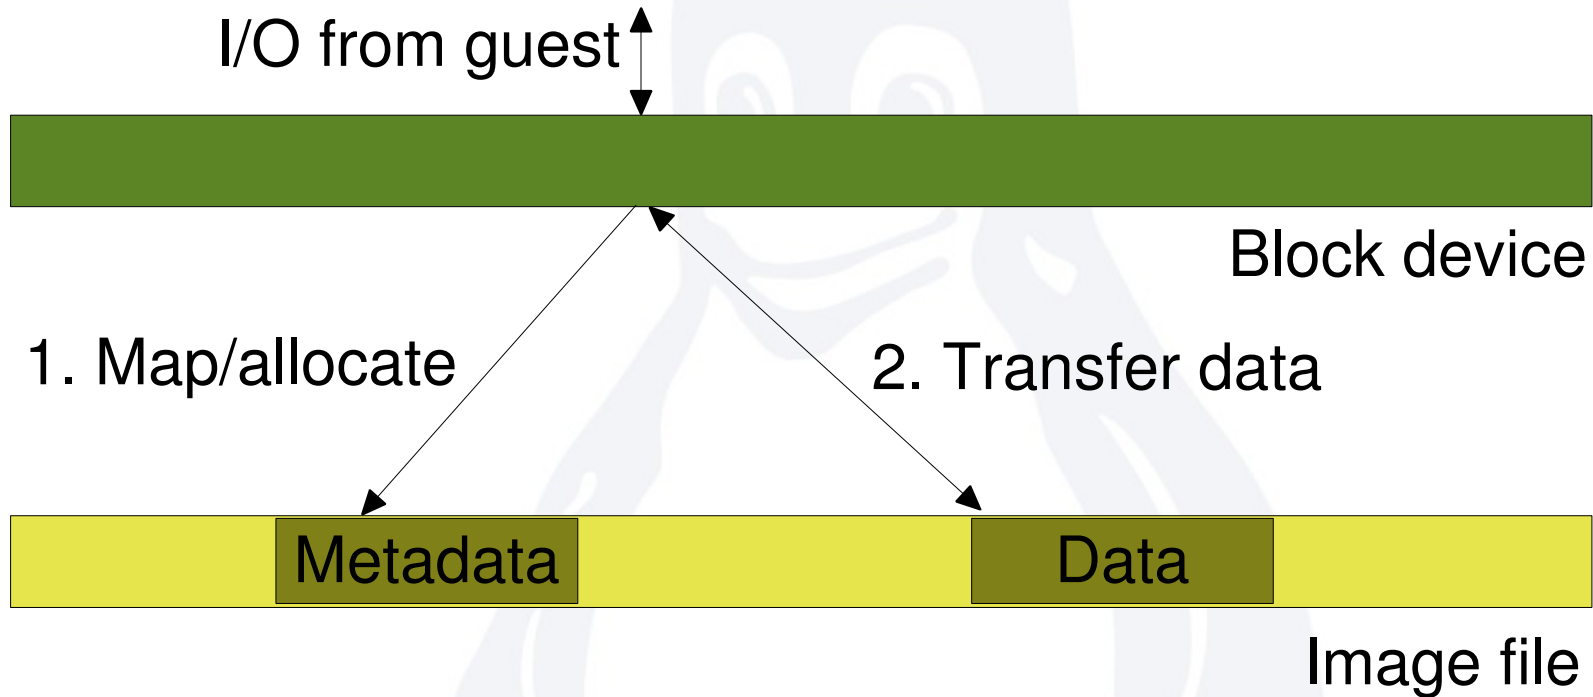 I/O from guest
Block device
1. Map/allocate
2. Transfer data
Metadata
Data
Image file